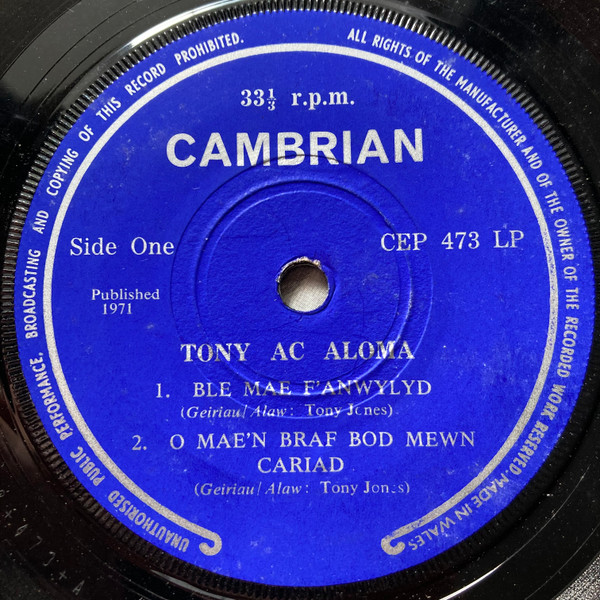 UNAUTHORISED PUBLIC PERFORMANCE, BROADCASTING AND COPYING OF THIS RECORD PROHIBITED.
ALL RIGHTS OF THE MANUFACTURER AND OF THE OWNER OF THE RECORDED WORK RESERVED MADE IN WALES
33⅓ r.p.m.
CAMBRIAN
Side One
CEP 473 LP
Published
1971
TONY AC ALOMA
1. BLE MAE F'ANWYLYD
(Geiriau/Alaw: Tony Jones)
2. O MAE'N BRAF BOD MEWN
CARIAD
(Geiriau/Alaw: Tony Jones)